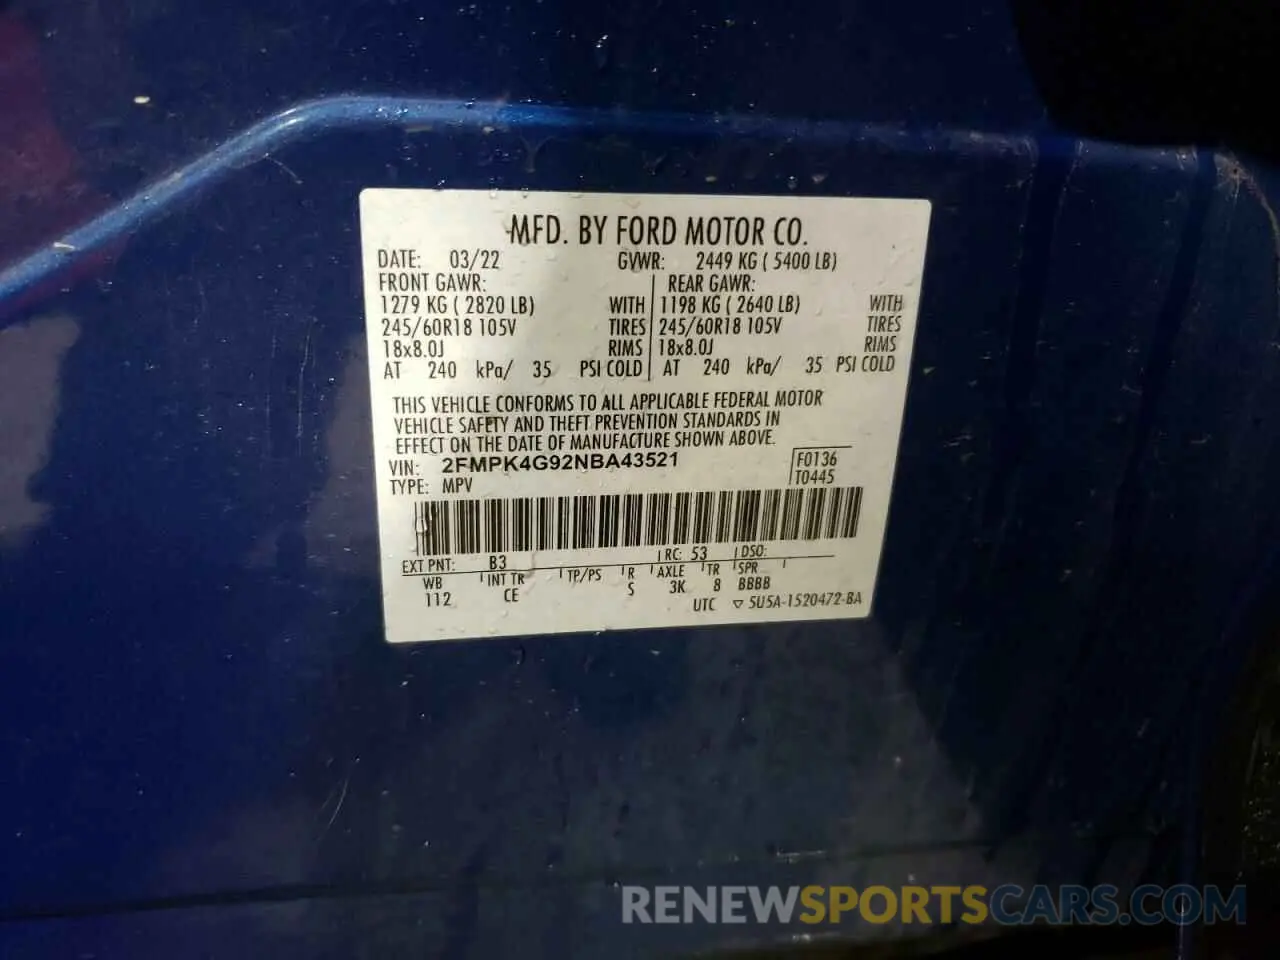 MFD. BY FORD MOTOR CO.
DATE: 03/22 GVWR: 2449 KG ( 5400 LB)
FRONT GAWR: REAR GAWR:
1279 KG ( 2820 LB) WITH 1198 KG ( 2640 LB) WITH
245/60R18 105V TIRES 245/60R18 105V TIRES
18x8.0J RIMS 18x8.0J RIMS
AT 240 kPa/ 35 PSI COLD AT 240 kPa/ 35 PSI COLD
THIS VEHICLE CONFORMS TO ALL APPLICABLE FEDERAL MOTOR
VEHICLE SAFETY AND THEFT PREVENTION STANDARDS IN
EFFECT ON THE DATE OF MANUFACTURE SHOWN ABOVE.
VIN: 2FMPK4G92NBA43521 F0136
TYPE: MPV T0445
EXT PNT: B3 RC: 53 DSO:
WB INT TR TP/PS R AXLE TR SPR
112 CE S 3K 8 BBBB
UTC ▽ 5U5A-1520472-BA
RENEWSPORTSCARS.COM